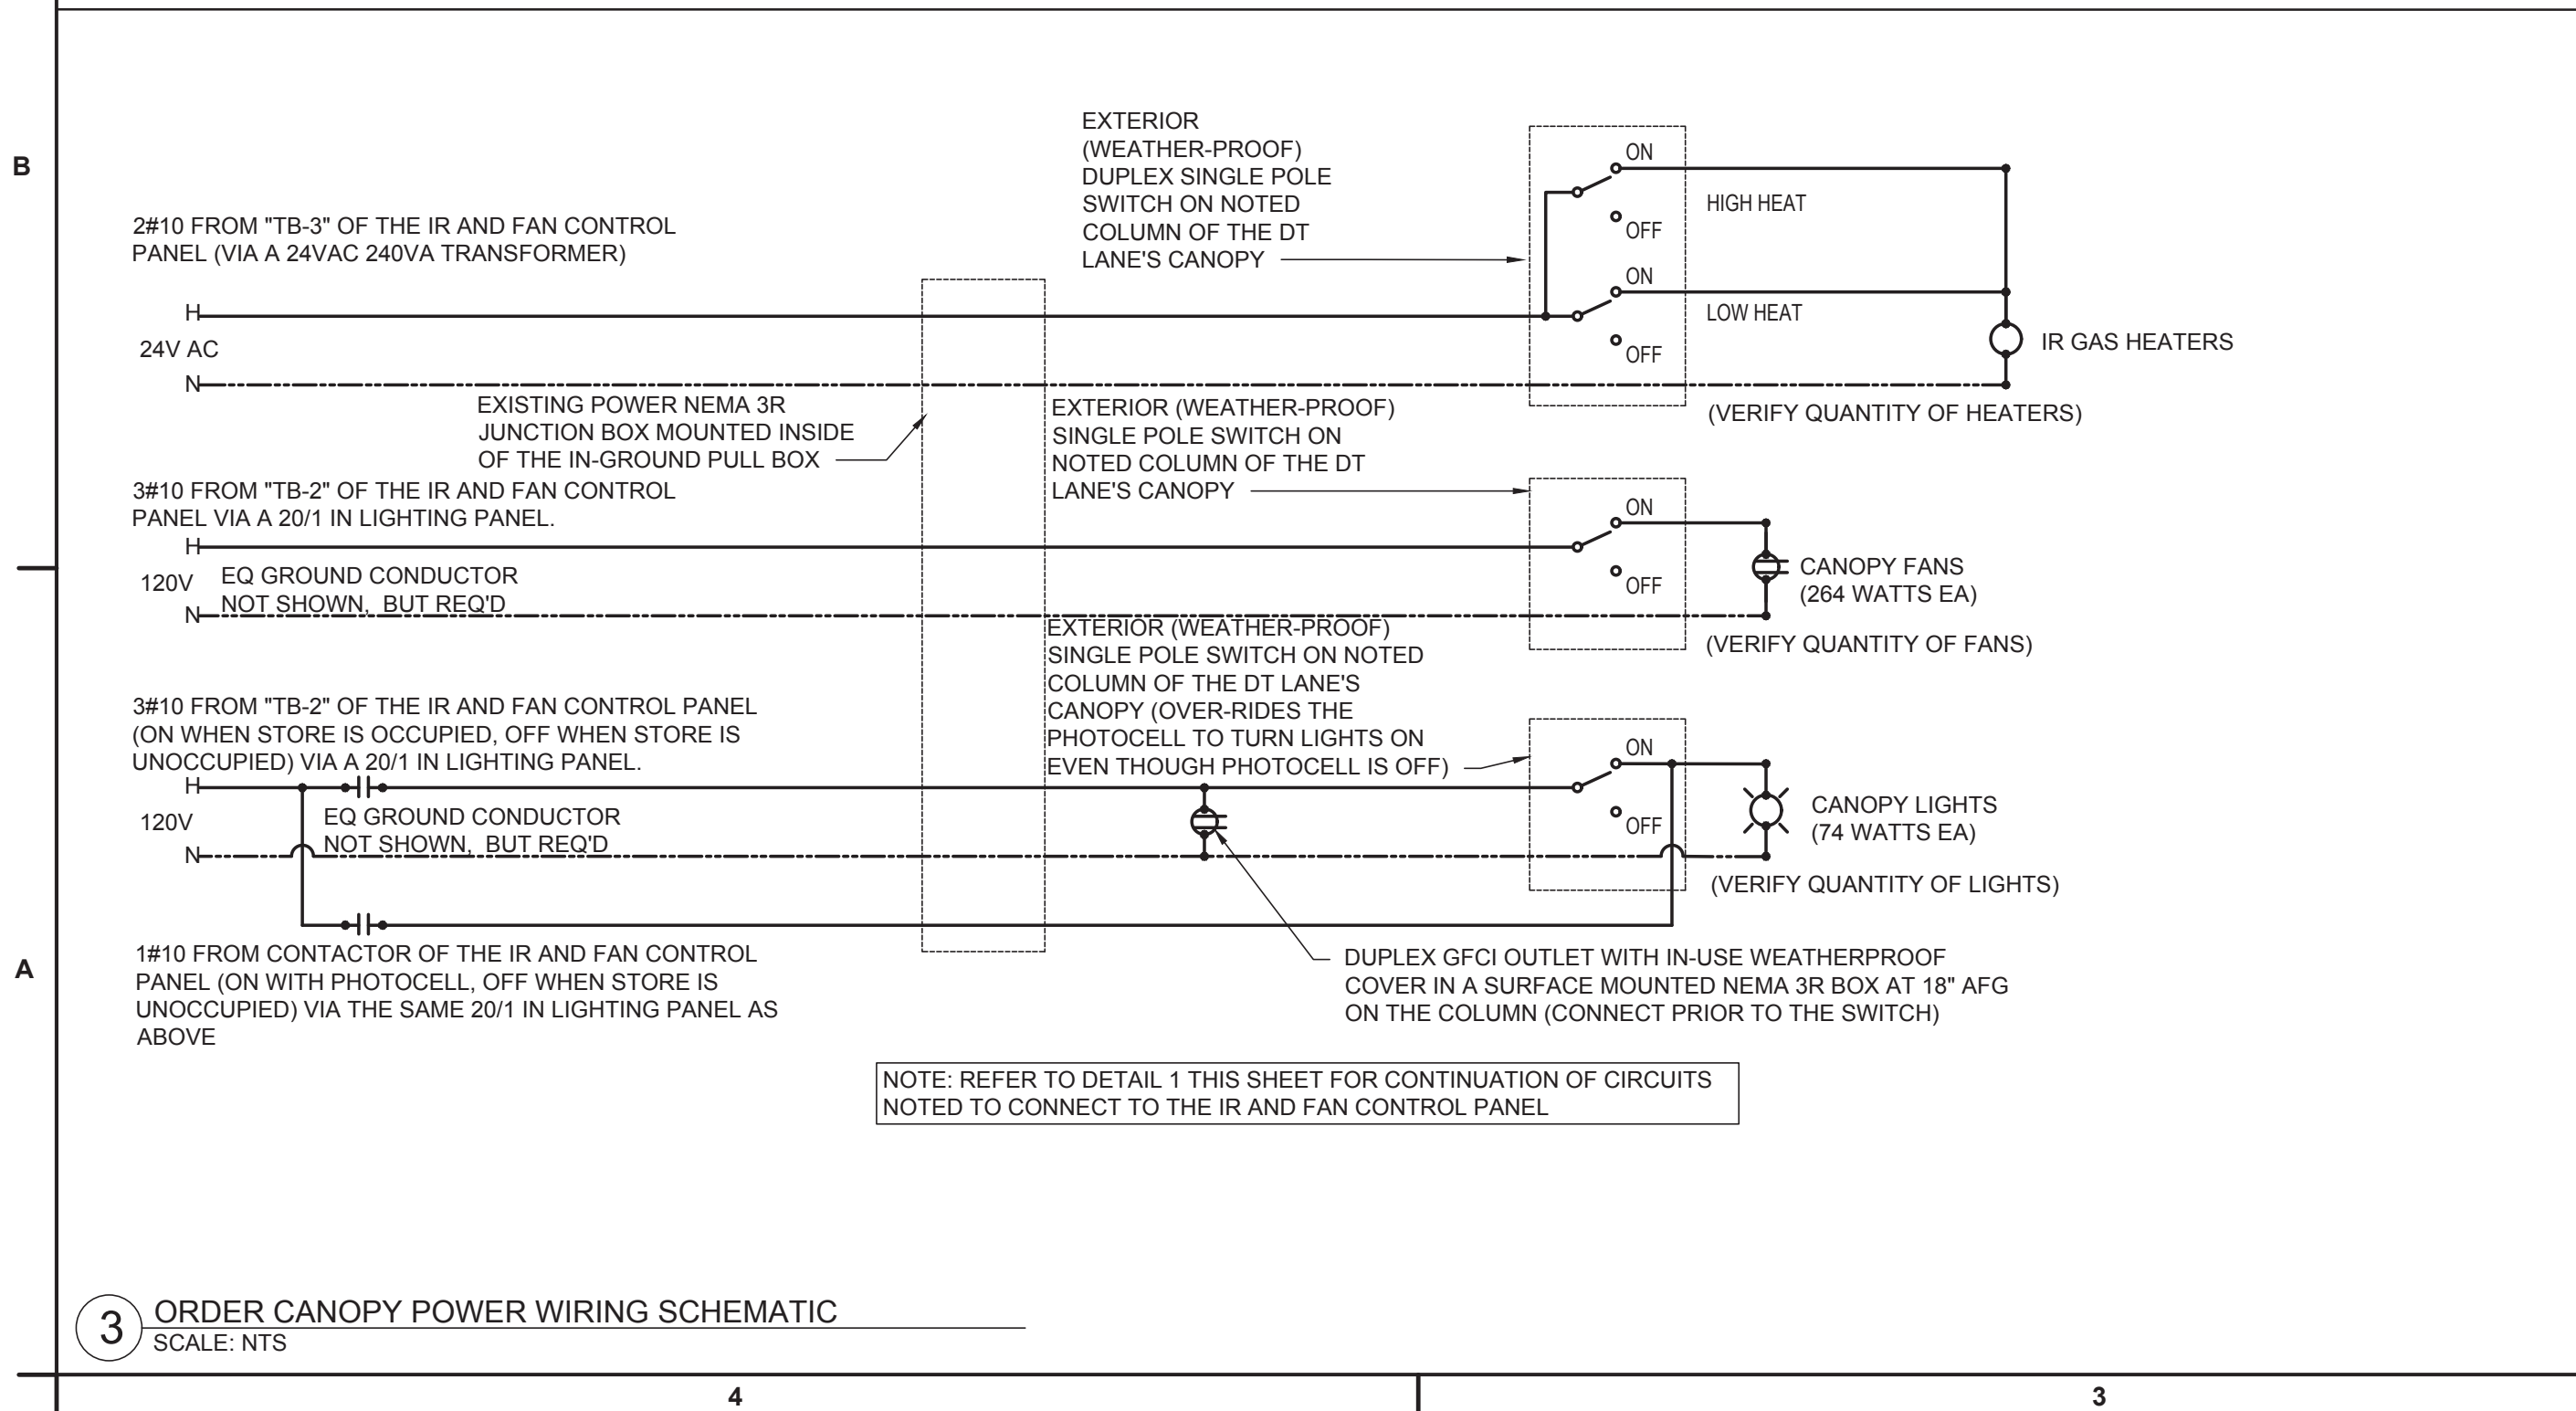 B
EXTERIOR
(WEATHER-PROOF)
DUPLEX SINGLE POLE
SWITCH ON NOTED
COLUMN OF THE DT
LANE'S CANOPY
ON
HIGH HEAT
OFF
ON
LOW HEAT
OFF
2#10 FROM "TB-3" OF THE IR AND FAN CONTROL
PANEL (VIA A 24VAC 240VA TRANSFORMER)
H
24V AC
N
IR GAS HEATERS
(VERIFY QUANTITY OF HEATERS)
EXISTING POWER NEMA 3R
JUNCTION BOX MOUNTED INSIDE
OF THE IN-GROUND PULL BOX
EXTERIOR (WEATHER-PROOF)
SINGLE POLE SWITCH ON
NOTED COLUMN OF THE DT
LANE'S CANOPY
3#10 FROM "TB-2" OF THE IR AND FAN CONTROL
PANEL VIA A 20/1 IN LIGHTING PANEL.
H
120V
N
EQ GROUND CONDUCTOR
NOT SHOWN, BUT REQ'D
ON
OFF
CANOPY FANS
(264 WATTS EA)
(VERIFY QUANTITY OF FANS)
EXTERIOR (WEATHER-PROOF)
SINGLE POLE SWITCH ON NOTED
COLUMN OF THE DT LANE'S
CANOPY (OVER-RIDES THE
PHOTOCELL TO TURN LIGHTS ON
EVEN THOUGH PHOTOCELL IS OFF)
3#10 FROM "TB-2" OF THE IR AND FAN CONTROL PANEL
(ON WHEN STORE IS OCCUPIED, OFF WHEN STORE IS
UNOCCUPIED) VIA A 20/1 IN LIGHTING PANEL.
H
120V
N
EQ GROUND CONDUCTOR
NOT SHOWN, BUT REQ'D
ON
OFF
CANOPY LIGHTS
(74 WATTS EA)
(VERIFY QUANTITY OF LIGHTS)
A
1#10 FROM CONTACTOR OF THE IR AND FAN CONTROL
PANEL (ON WITH PHOTOCELL, OFF WHEN STORE IS
UNOCCUPIED) VIA THE SAME 20/1 IN LIGHTING PANEL AS
ABOVE
DUPLEX GFCI OUTLET WITH IN-USE WEATHERPROOF
COVER IN A SURFACE MOUNTED NEMA 3R BOX AT 18" AFG
ON THE COLUMN (CONNECT PRIOR TO THE SWITCH)
NOTE: REFER TO DETAIL 1 THIS SHEET FOR CONTINUATION OF CIRCUITS
NOTED TO CONNECT TO THE IR AND FAN CONTROL PANEL
3 ORDER CANOPY POWER WIRING SCHEMATIC
SCALE: NTS
4
3